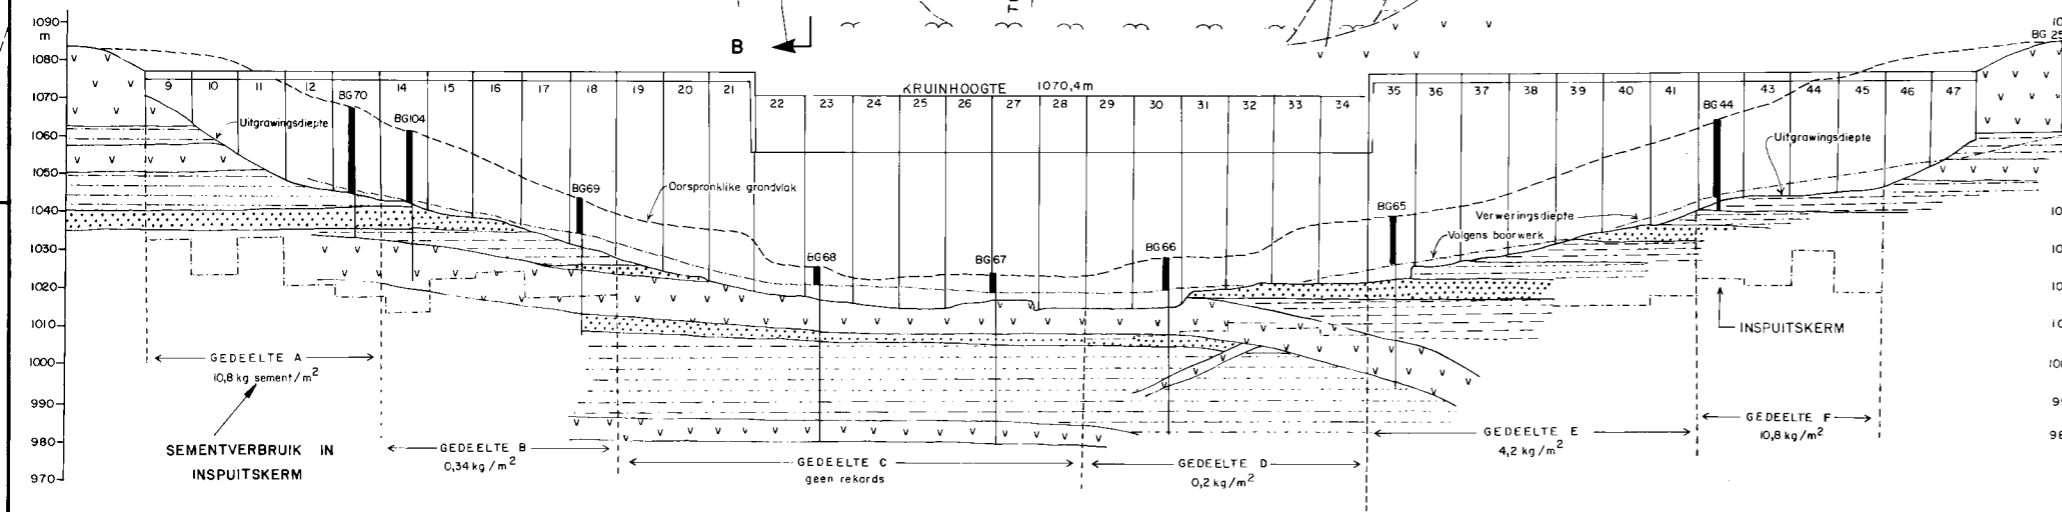 1090
m
1080
1070
1060
1050
1040
1030
1020
1010
1000
990
980
970
B
BG 25
KRUINHOOGTE 1070,4m
9 10 11 12 14 15 16 17 18 19 20 21 22 23 24 25 26 27 28 29 30 31 32 33 34 35 36 37 38 39 40 41 43 44 45 46 47
BG70
BG104
BG69
BG68
BG67
BG66
BG65
BG44
Uitgrawingsdiepte
Oorspronklike grondvlak
Verweringsdiepte
Volgens boorwerk
Uitgrawingsdiepte
INSPUITSKERM
GEDEELTE A
10,8 kg sement/m²
SEMENTVERBRUIK IN
INSPUITSKERM
GEDEELTE B
0,34 kg/m²
GEDEELTE C
geen rekords
GEDEELTE D
0,2 kg/m²
GEDEELTE E
4,2 kg/m²
GEDEELTE F
10,8 kg/m²